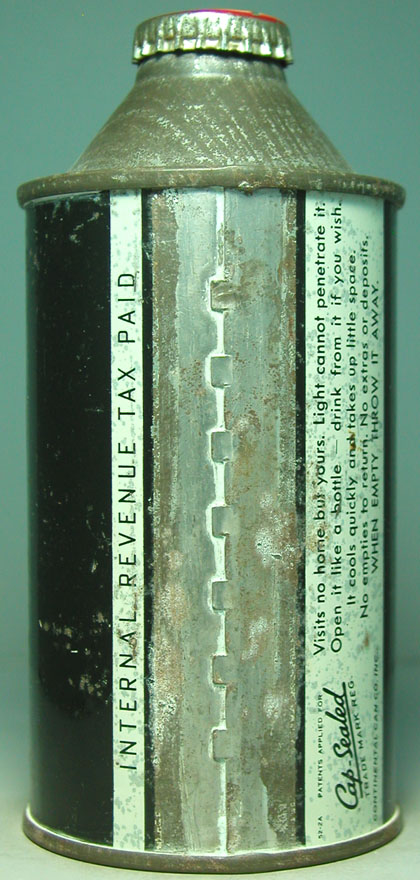 INTERNAL REVENUE TAX PAID
Visits no home but yours. Light cannot penetrate it.
Open it like a bottle - drink from it if you wish.
It cools quickly and takes up little space.
No empties to return. No extras or deposits.
WHEN EMPTY THROW IT AWAY.
52-2A PATENTS APPLIED FOR
Cap-Sealed
TRADE MARK REG
CONTINENTAL CAN CO. INC.